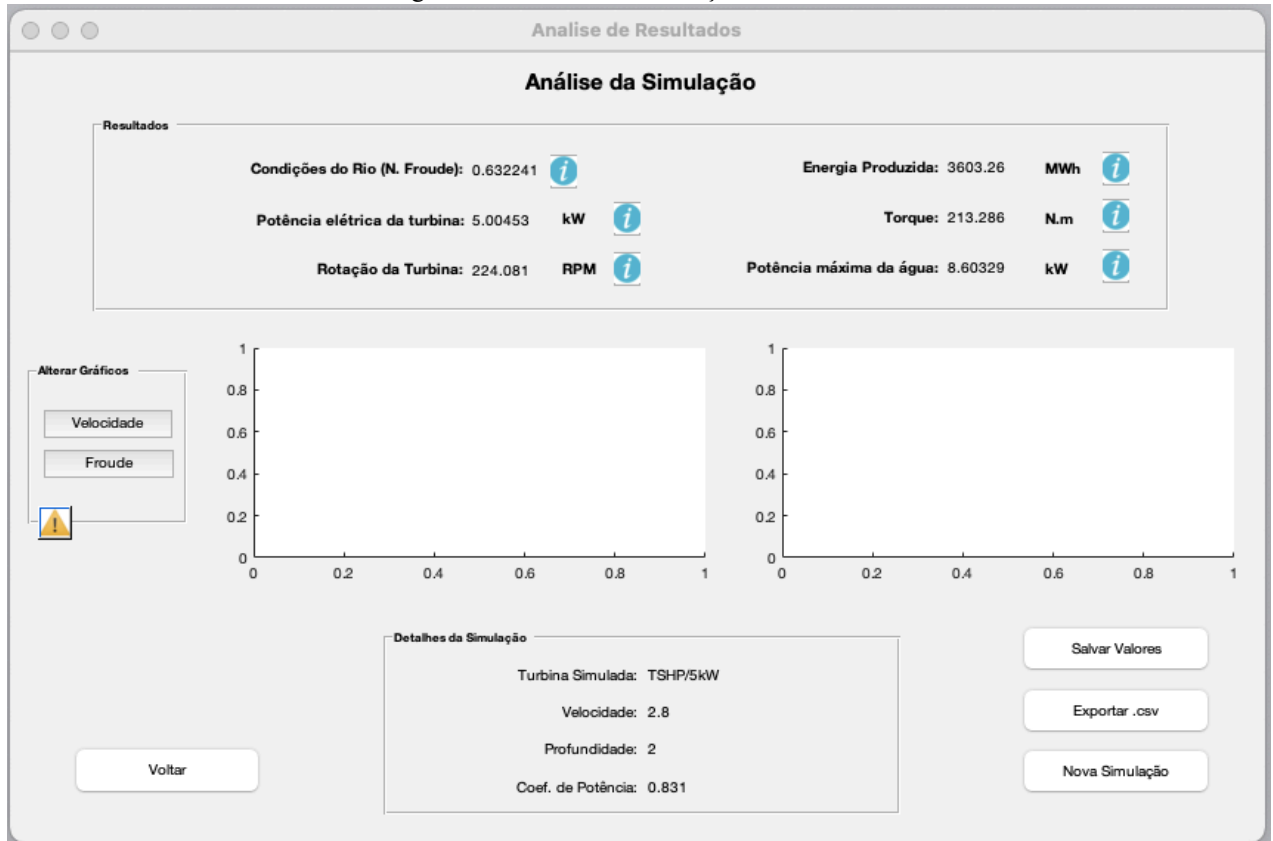 Analise de Resultados
Análise da Simulação
Resultados
Condições do Rio (N. Froude): 0.632241
Energia Produzida: 3603.26 MWh
Potência elétrica da turbina: 5.00453 kW
Torque: 213.286 N.m
Rotação da Turbina: 224.081 RPM
Potência máxima da água: 8.60329 kW
Alterar Gráficos
Velocidade
Froude
1
0.8
0.6
0.4
0.2
0
0 0.2 0.4 0.6 0.8 1
1
0.8
0.6
0.4
0.2
0
0 0.2 0.4 0.6 0.8 1
Detalhes da Simulação
Turbina Simulada: TSHP/5kW
Velocidade: 2.8
Profundidade: 2
Coef. de Potência: 0.831
Salvar Valores
Exportar .csv
Nova Simulação
Voltar